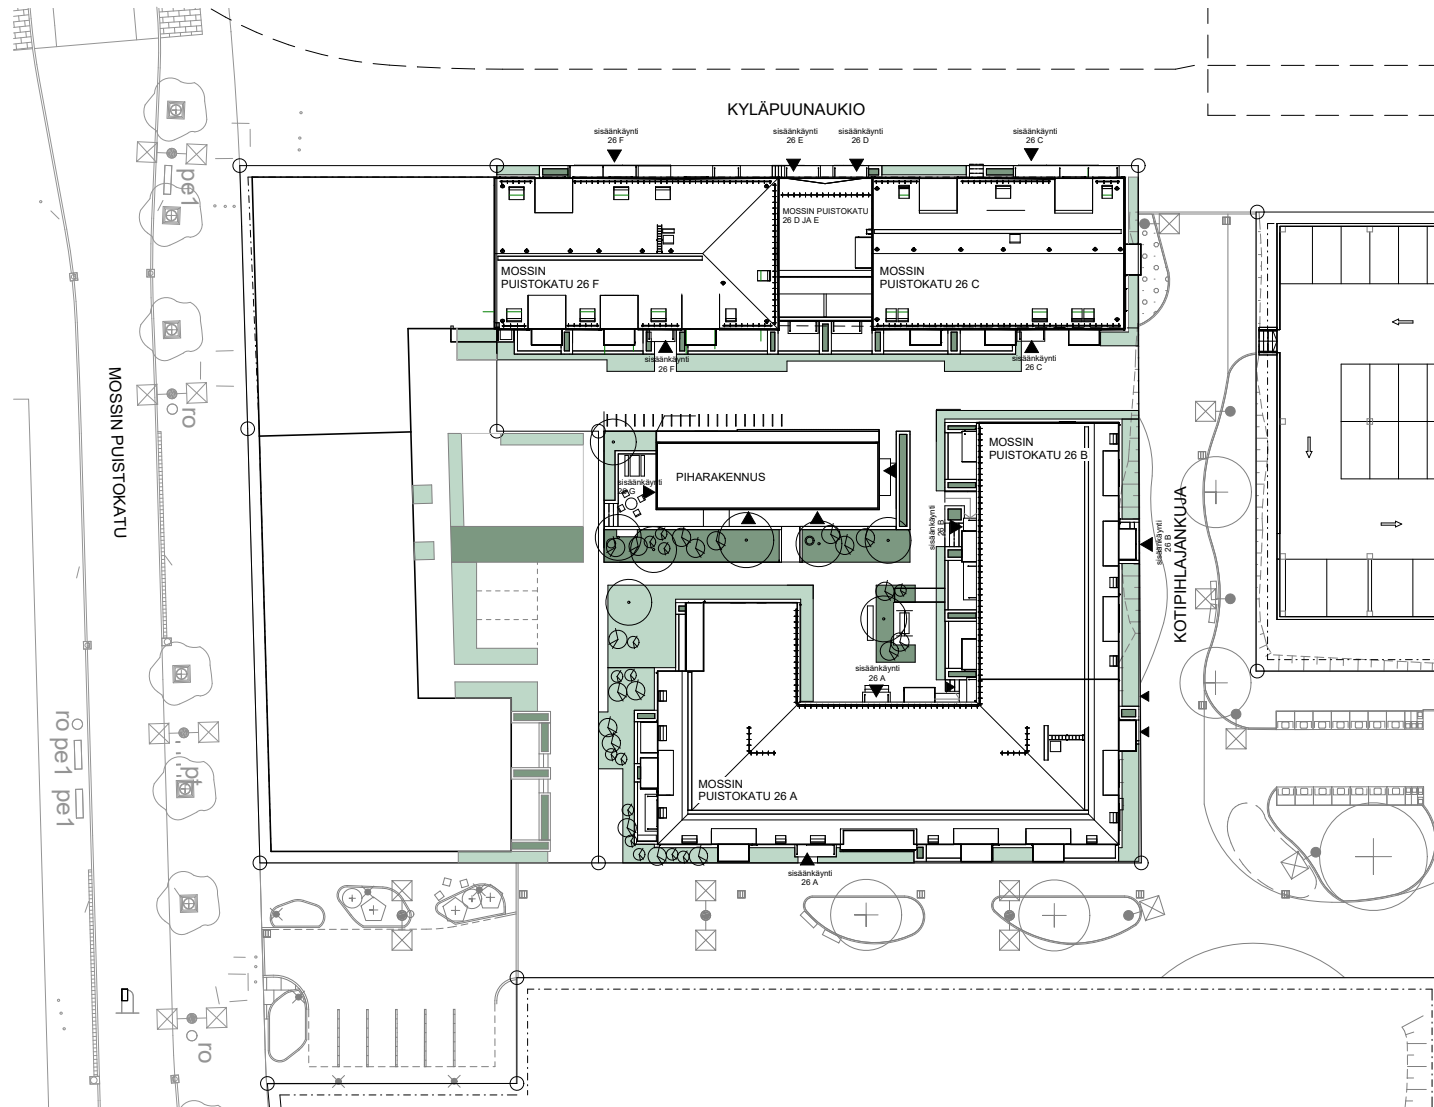 KYLÄPUUNAUKIO
sisäänkäynti
26 F
sisäänkäynti
26 E
sisäänkäynti
26 D
sisäänkäynti
26 C
pe1
MOSSIN PUISTOKATU
26 D JA E
MOSSIN
PUISTOKATU 26 F
MOSSIN
PUISTOKATU 26 C
sisäänkäynti
26 F
sisäänkäynti
26 C
MOSSIN PUISTOKATU
ro
MOSSIN
PUISTOKATU 26 B
PIHARAKENNUS
sisäänkäynti
26 G
sisäänkäynti
26 B
sisäänkäynti
26 B
KOTIPIHLAJANKUJA
sisäänkäynti
26 A
ro
pe1
pe1
pt
MOSSIN
PUISTOKATU 26 A
sisäänkäynti
26 A
ro